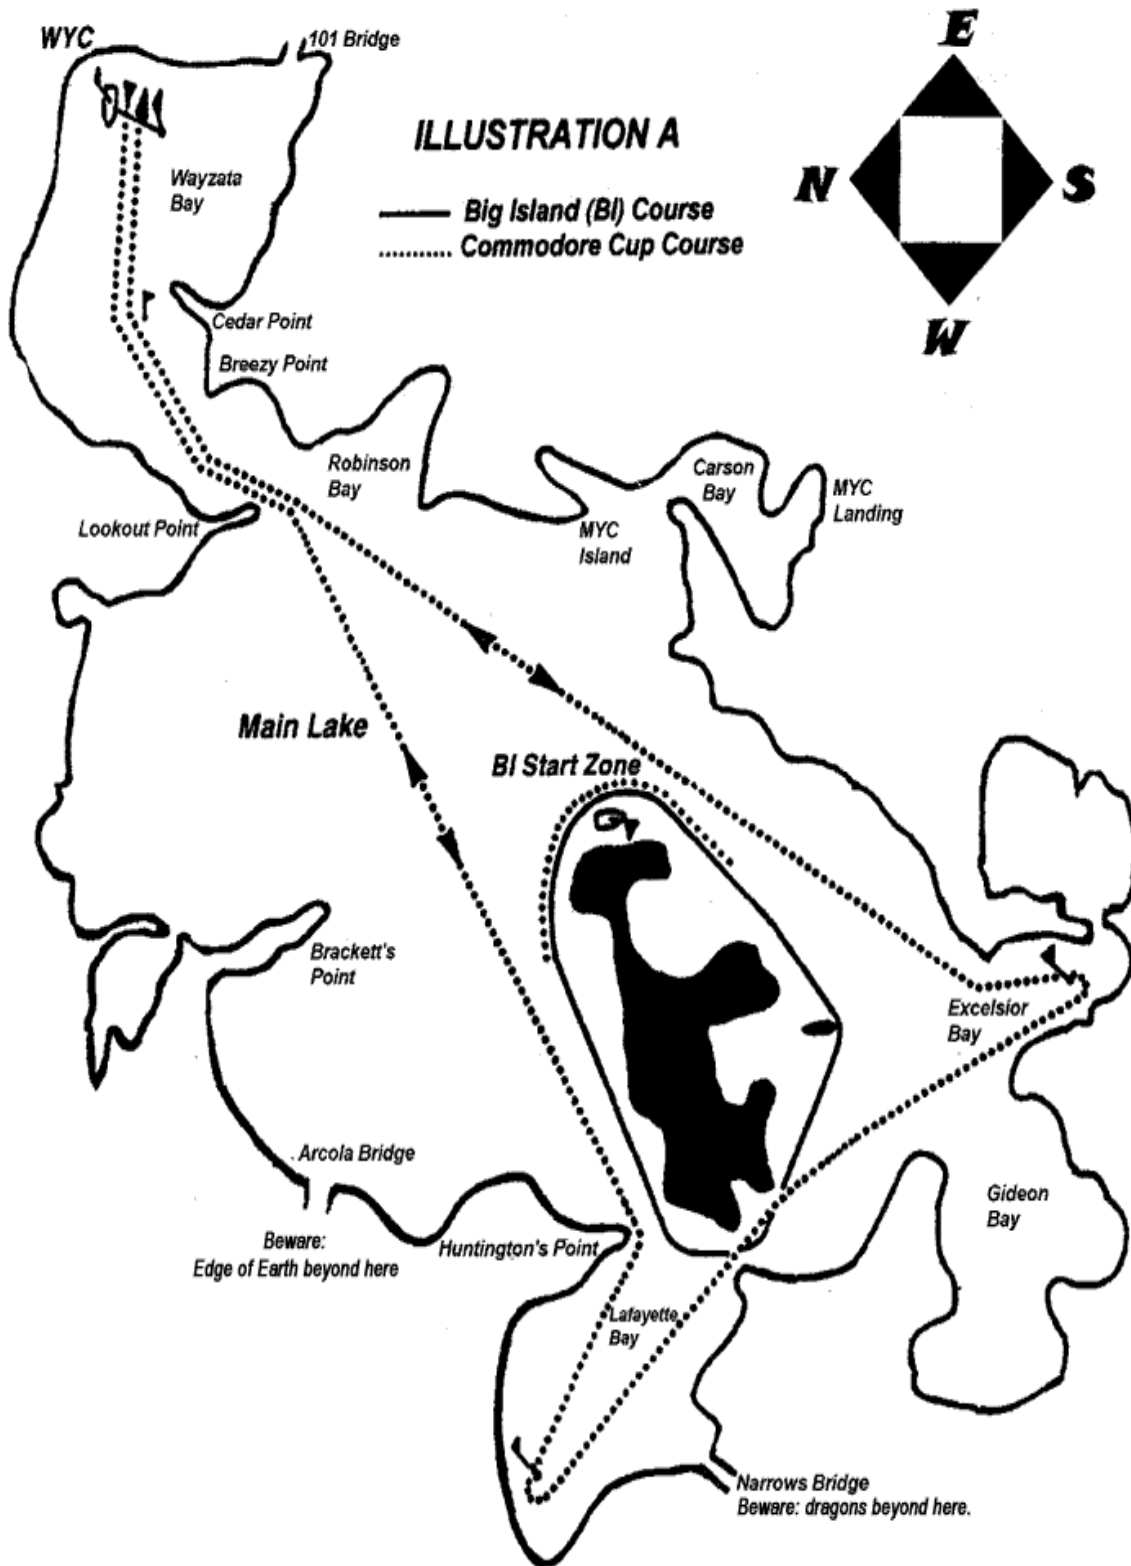 WYC
101 Bridge
E
N
S
W
ILLUSTRATION A
Big Island (BI) Course
Commodore Cup Course
Wayzata
Bay
Cedar Point
Breezy Point
Robinson
Bay
Carson
Bay
MYC
Landing
Lookout Point
MYC
Island
Main Lake
BI Start Zone
Brackett's
Point
Excelsior
Bay
Arcola Bridge
Gideon
Bay
Beware:
Edge of Earth beyond here
Huntington's Point
Lafayette
Bay
Narrows Bridge
Beware: dragons beyond here.